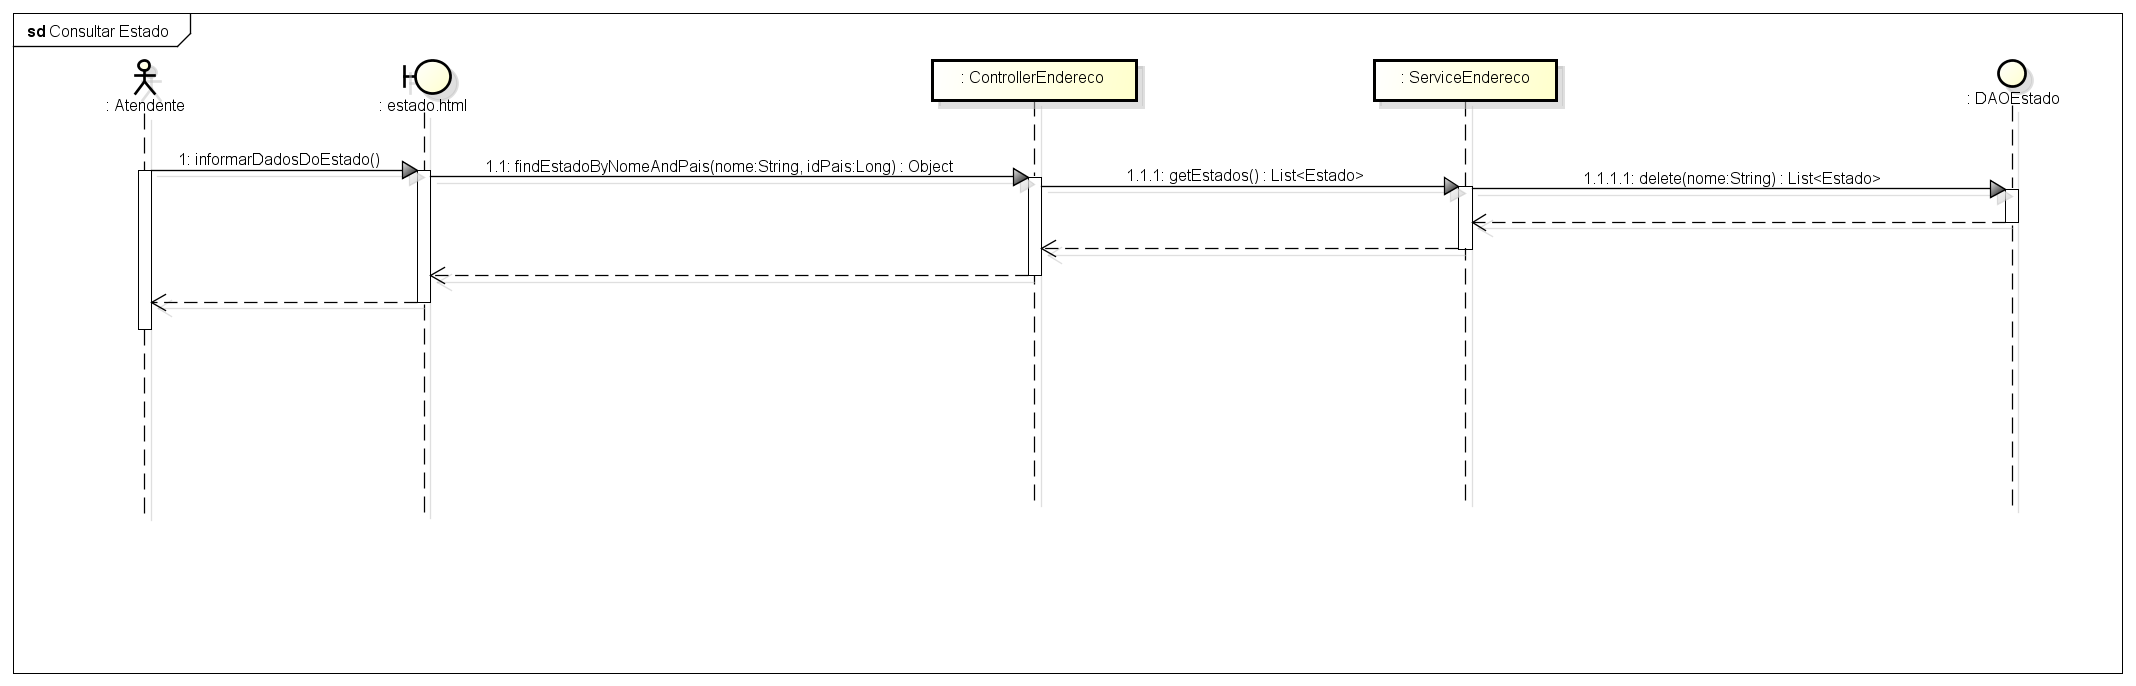 sd Consultar Estado
: Atendente
: estado.html
: ControllerEndereco
: ServiceEndereco
: DAOEstado
1: informarDadosDoEstado()
1.1: findEstadoByNomeAndPais(nome:String, idPais:Long) : Object
1.1.1: getEstados() : List<Estado>
1.1.1.1: delete(nome:String) : List<Estado>